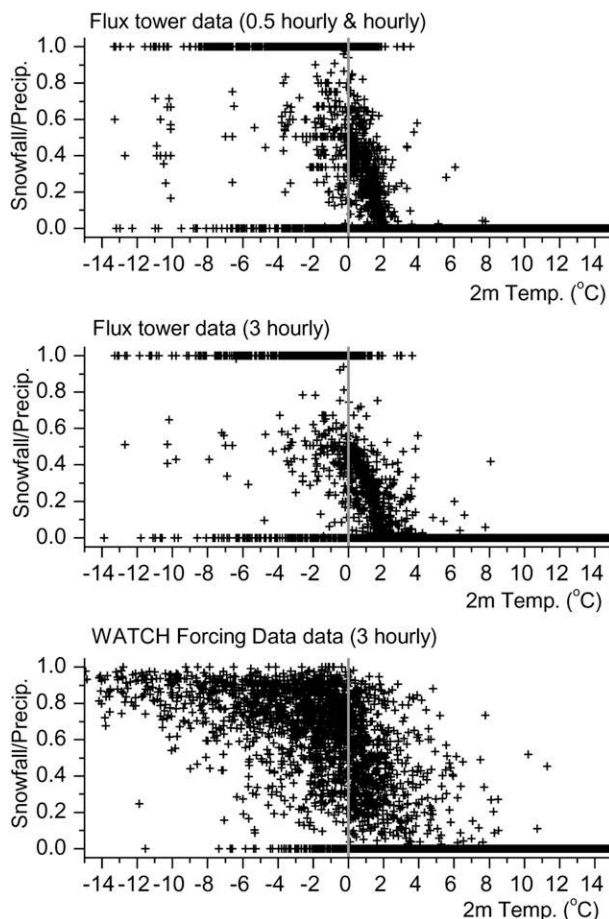 Flux tower data (0.5 hourly & hourly)
Snowfall/Precip.
1.0
0.8
0.6
0.4
0.2
0.0
-14 -12 -10 -8 -6 -4 -2 0 2 4 6 8 10 12 14
2m Temp. (°C)
Flux tower data (3 hourly)
Snowfall/Precip.
1.0
0.8
0.6
0.4
0.2
0.0
-14 -12 -10 -8 -6 -4 -2 0 2 4 6 8 10 12 14
2m Temp. (°C)
WATCH Forcing Data data (3 hourly)
Snowfall/Precip.
1.0
0.8
0.6
0.4
0.2
0.0
-14 -12 -10 -8 -6 -4 -2 0 2 4 6 8 10 12 14
2m Temp. (°C)